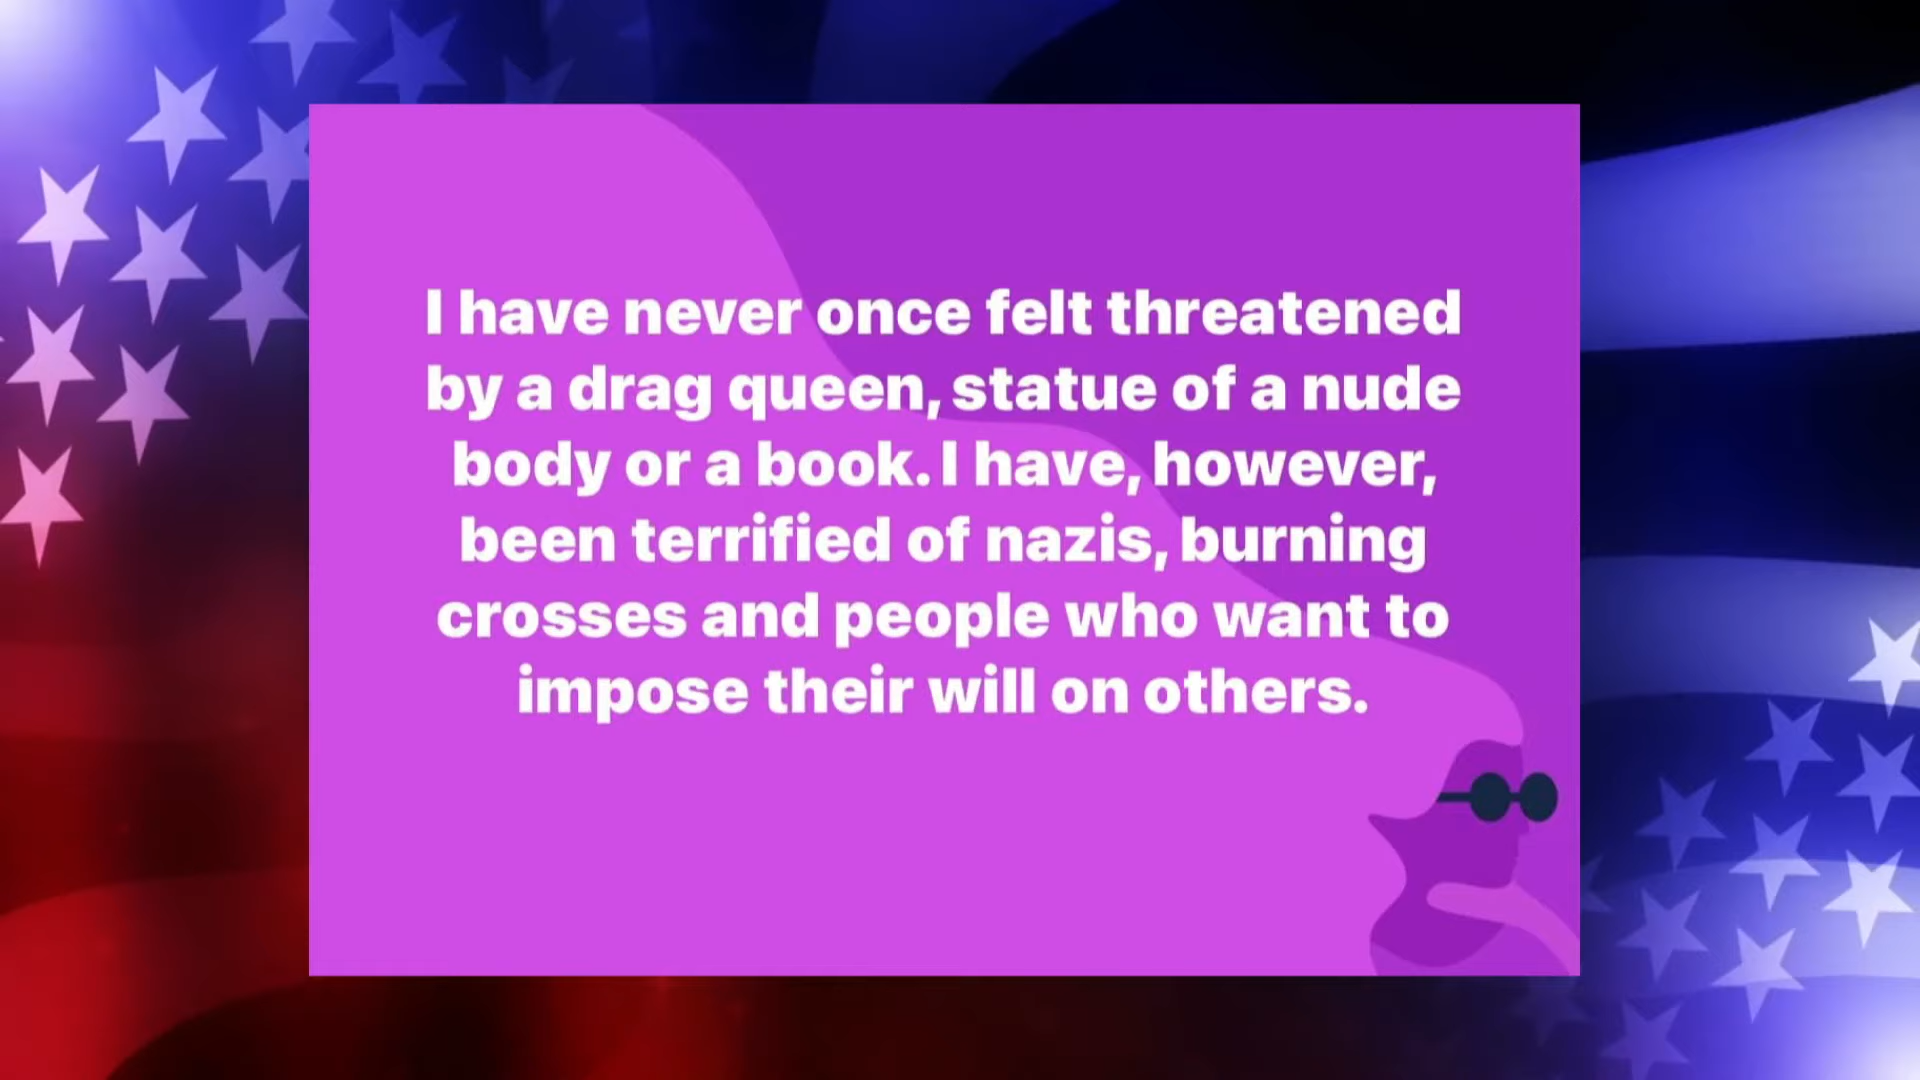 I have never once felt threatened
by a drag queen, statue of a nude
body or a book. I have, however,
been terrified of nazis, burning
crosses and people who want to
impose their will on others.